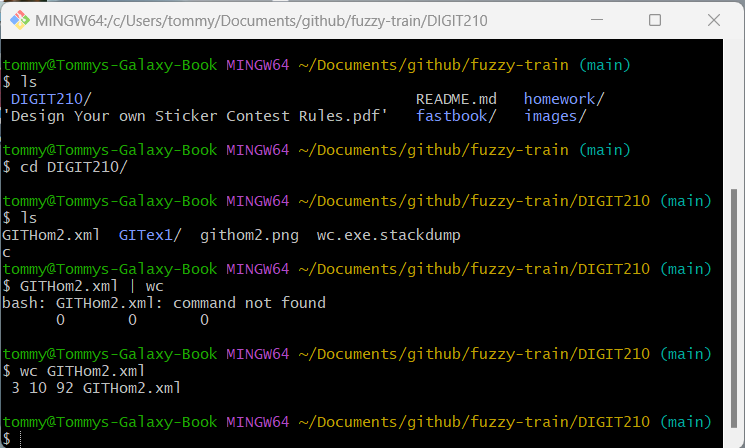 MINGW64:/c/Users/tommy/Documents/github/fuzzy-train/DIGIT210
tommy@Tommys-Galaxy-Book MINGW64 ~/Documents/github/fuzzy-train (main)
$ ls
DIGIT210/ README.md homework/
'Design Your own Sticker Contest Rules.pdf' fastbook/ images/
tommy@Tommys-Galaxy-Book MINGW64 ~/Documents/github/fuzzy-train (main)
$ cd DIGIT210/
tommy@Tommys-Galaxy-Book MINGW64 ~/Documents/github/fuzzy-train/DIGIT210 (main)
$ ls
GITHom2.xml GITex1/ githom2.png wc.exe.stackdump
c
tommy@Tommys-Galaxy-Book MINGW64 ~/Documents/github/fuzzy-train/DIGIT210 (main)
$ GITHom2.xml | wc
bash: GITHom2.xml: command not found
0 0 0
tommy@Tommys-Galaxy-Book MINGW64 ~/Documents/github/fuzzy-train/DIGIT210 (main)
$ wc GITHom2.xml
3 10 92 GITHom2.xml
tommy@Tommys-Galaxy-Book MINGW64 ~/Documents/github/fuzzy-train/DIGIT210 (main)
$